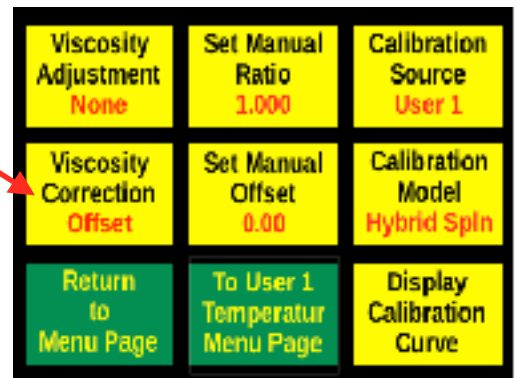 Viscosity
Adjustment
None
Set Manual
Ratio
1.000
Calibration
Source
User 1
Viscosity
Correction
Offset
Set Manual
Offset
0.00
Calibration
Model
Hybrid Spln
Return
to
Menu Page
To User 1
Temperatur
Menu Page
Display
Calibration
Curve